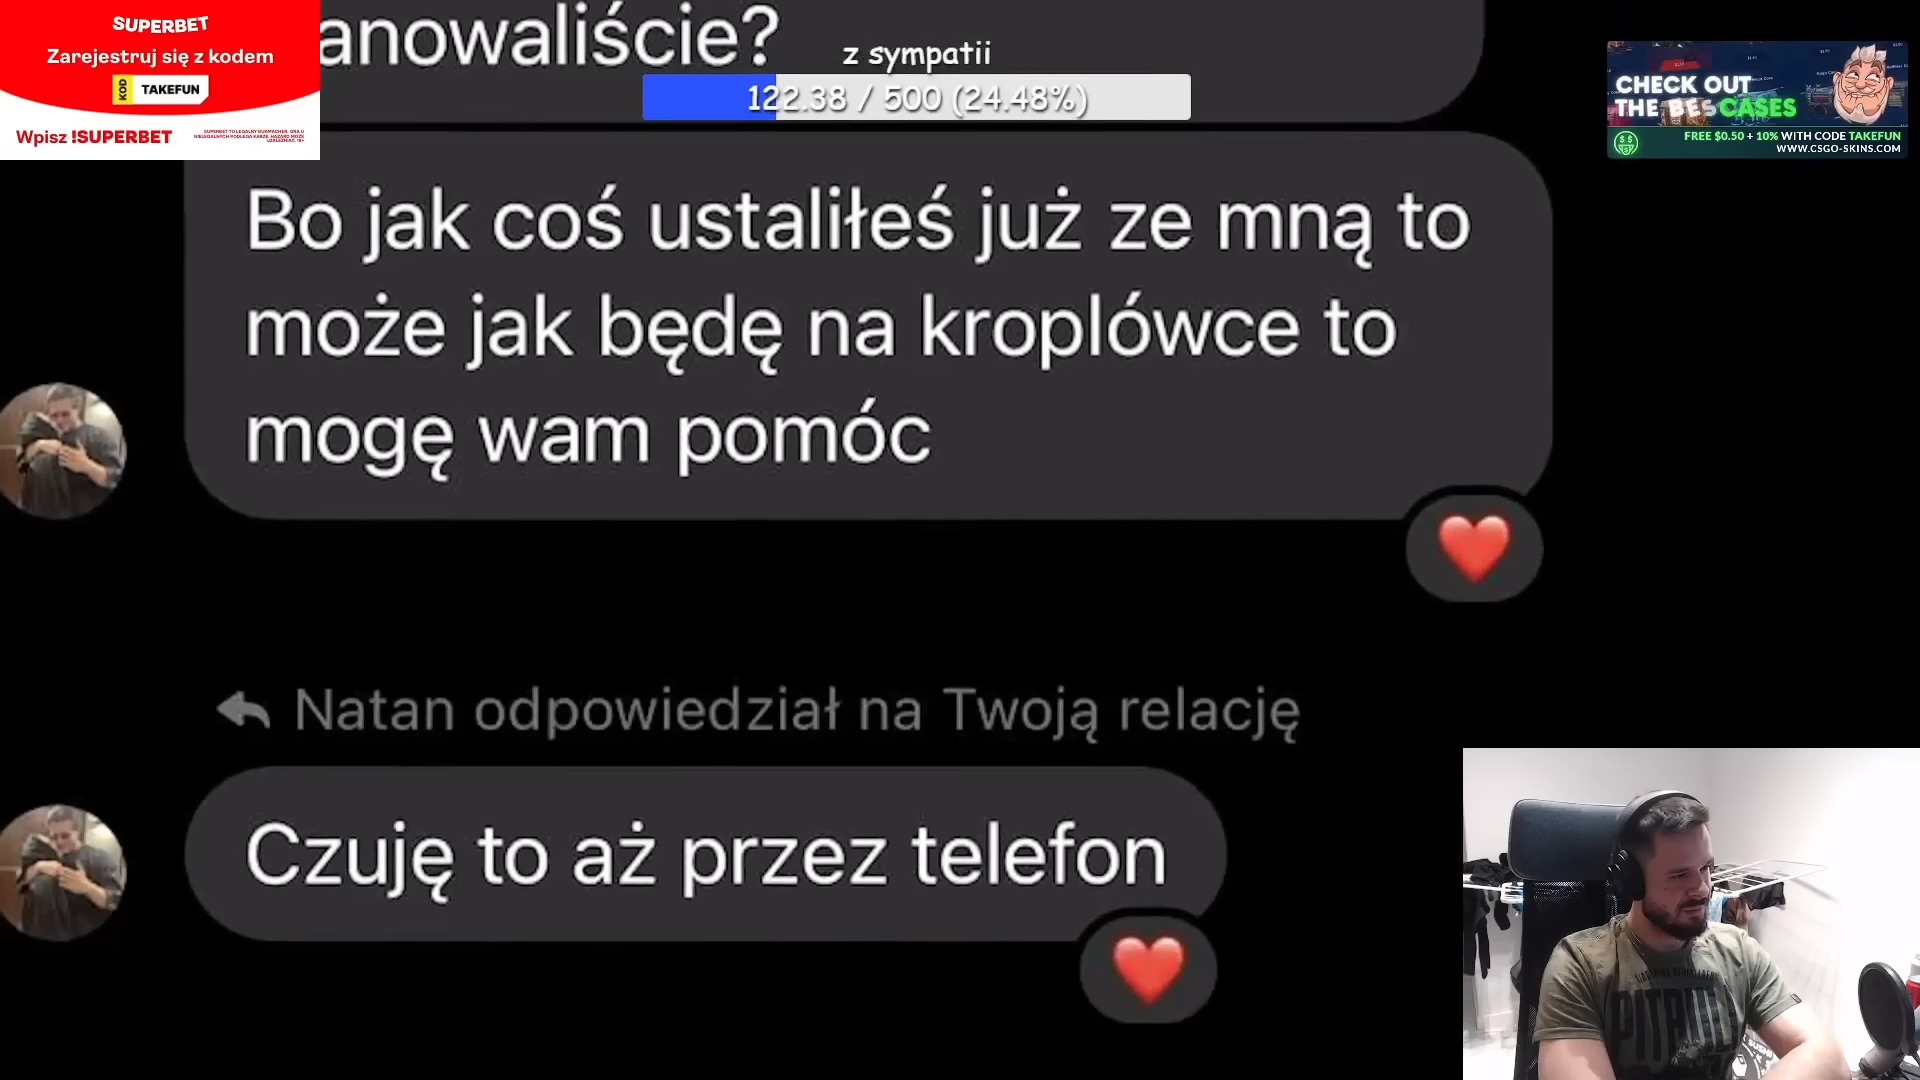 SUPERBET
Zarejestruj się z kodem
KOD TAKEFUN
Wpisz !SUPERBET
anowaliście?
z sympatii
122.38 / 500 (24.48%)
CHECK OUT
THE BESCASES
FREE $0.50 + 10% WITH CODE TAKEFUN
WWW.CSGO-SKINS.COM
Bo jak coś ustaliłeś już ze mną to
może jak będę na kroplówce to
mogę wam pomóc
Natan odpowiedział na Twoją relację
Czuję to aż przez telefon